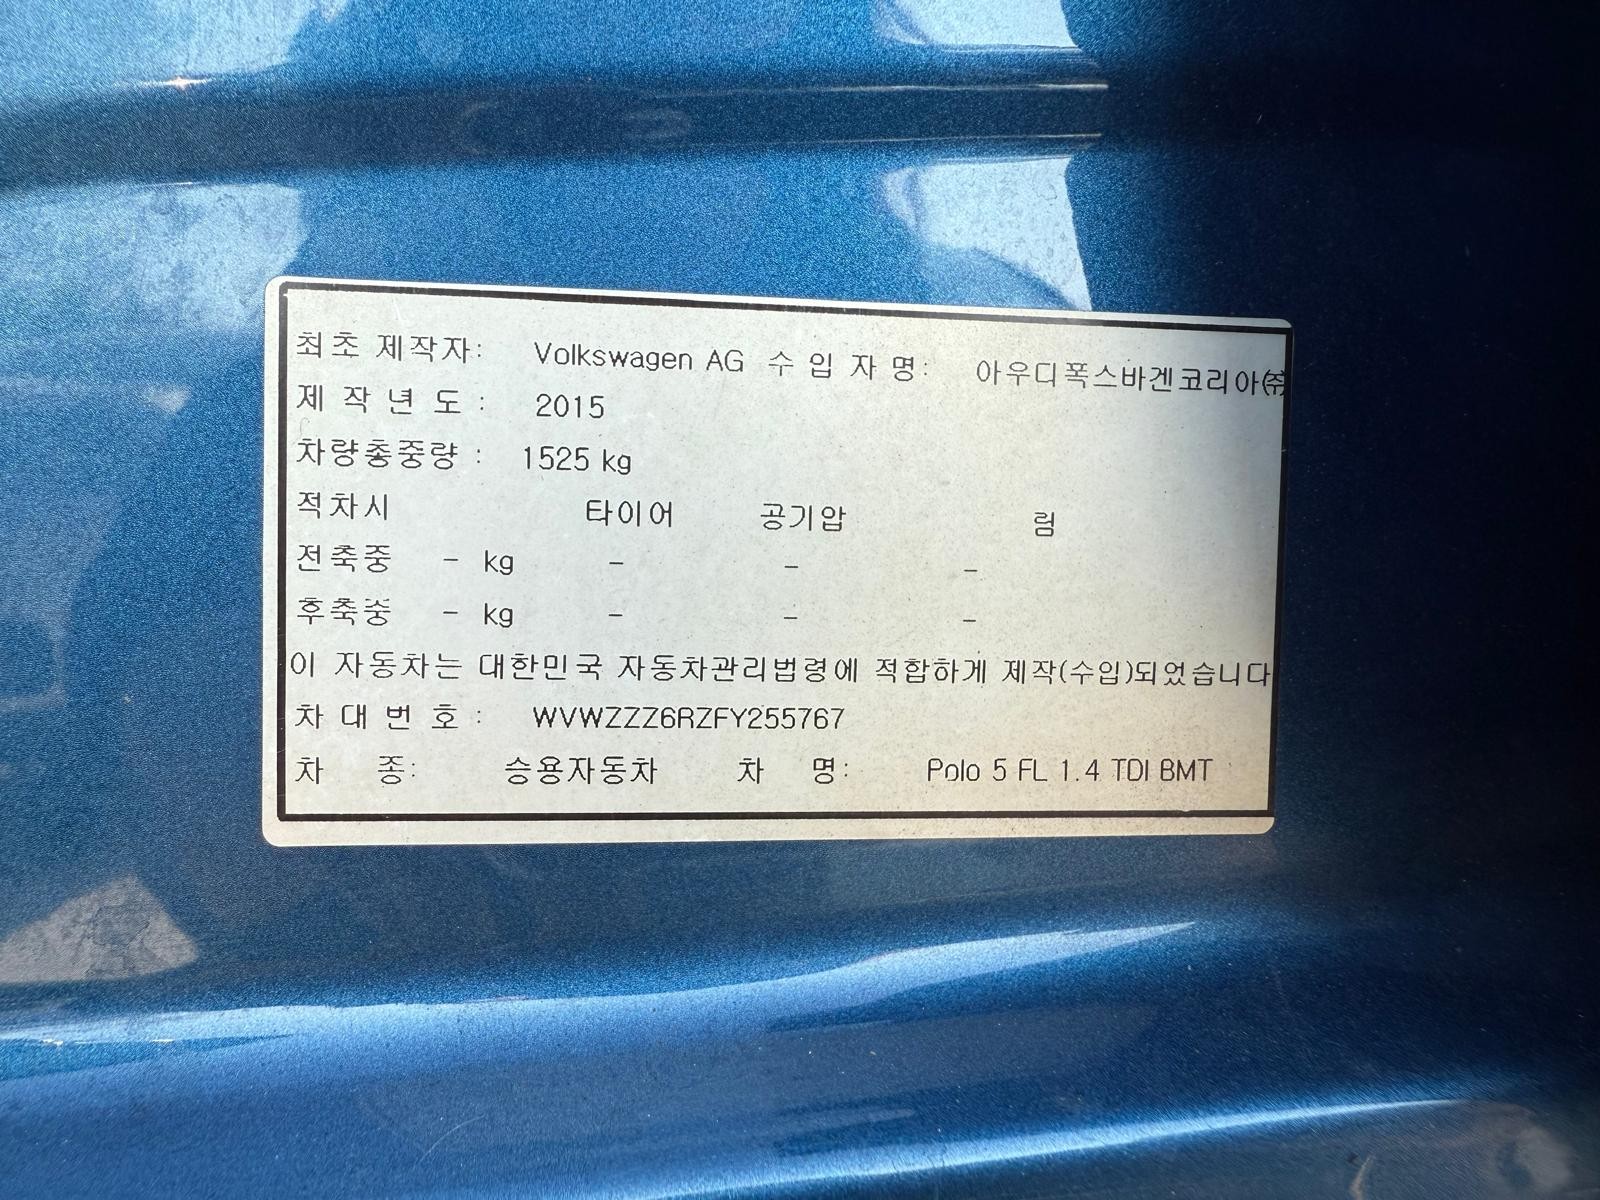 최초 제작자: Volkswagen AG 수 입 자 명: 아우디폭스바겐코리아㈜
제 작 년 도 : 2015
차량총중량 : 1525 kg
적차시 타이어 공기압 림
전축중 - kg - - -
후축중 - kg - - -
이 자동차는 대한민국 자동차관리법령에 적합하게 제작(수입)되었습니다
차 대 번 호 : WVWZZZ6RZFY255767
차 종: 승용자동차 차 명: Polo 5 FL 1.4 TDI BMT